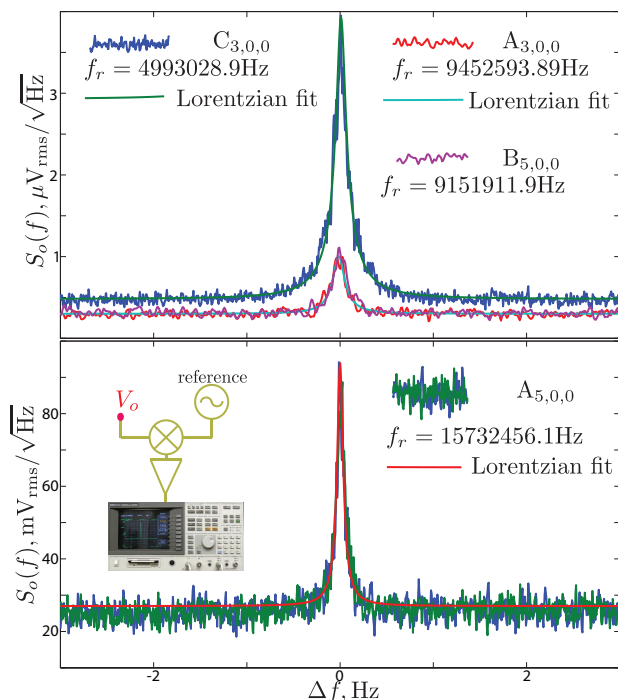 C3,0,0
fr = 4993028.9Hz
Lorentzian fit
A3,0,0
fr = 9452593.89Hz
Lorentzian fit
B5,0,0
fr = 9151911.9Hz
So(f), μVrms/√Hz
3
2
1
reference
Vo
A5,0,0
fr = 15732456.1Hz
Lorentzian fit
So(f), mVrms/√Hz
80
60
40
20
-2
0
2
Δf, Hz